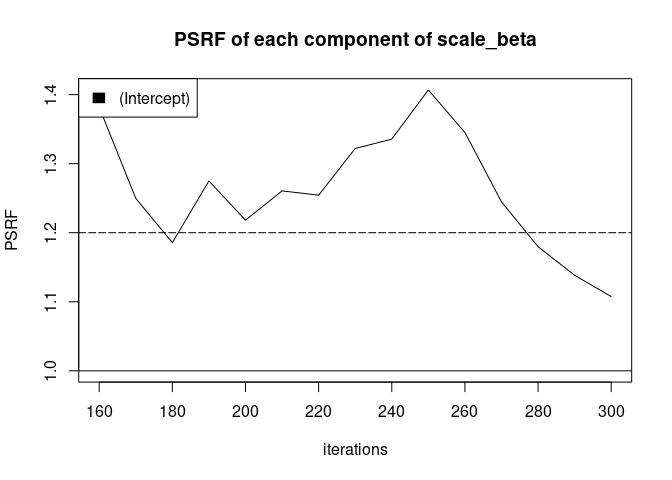 PSRF of each component of scale_beta
(Intercept)
1.4
1.3
1.2
1.1
1.0
PSRF
160 180 200 220 240 260 280 300
iterations